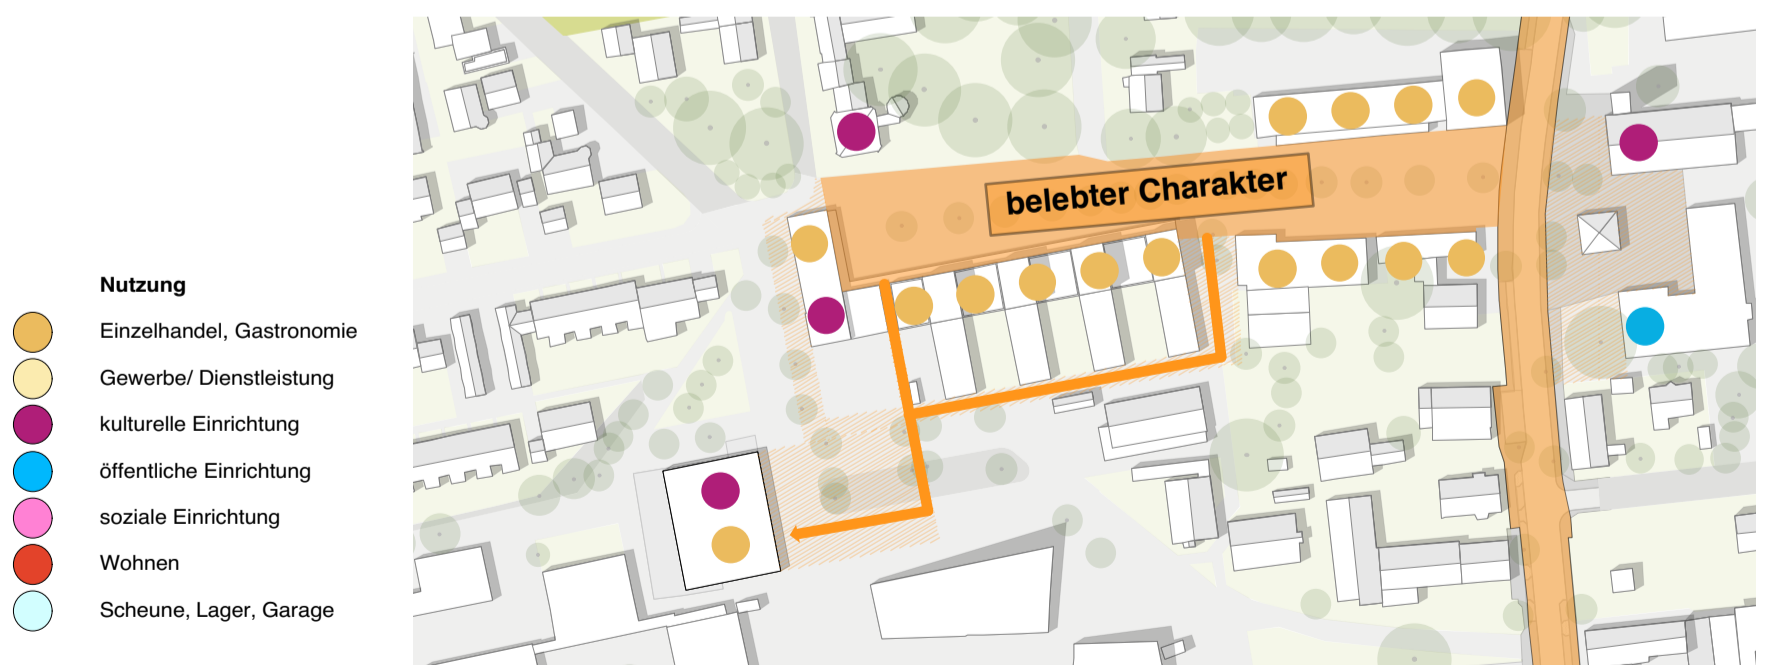 Nutzung
Einzelhandel, Gastronomie
Gewerbe/ Dienstleistung
kulturelle Einrichtung
öffentliche Einrichtung
soziale Einrichtung
Wohnen
Scheune, Lager, Garage
belebter Charakter